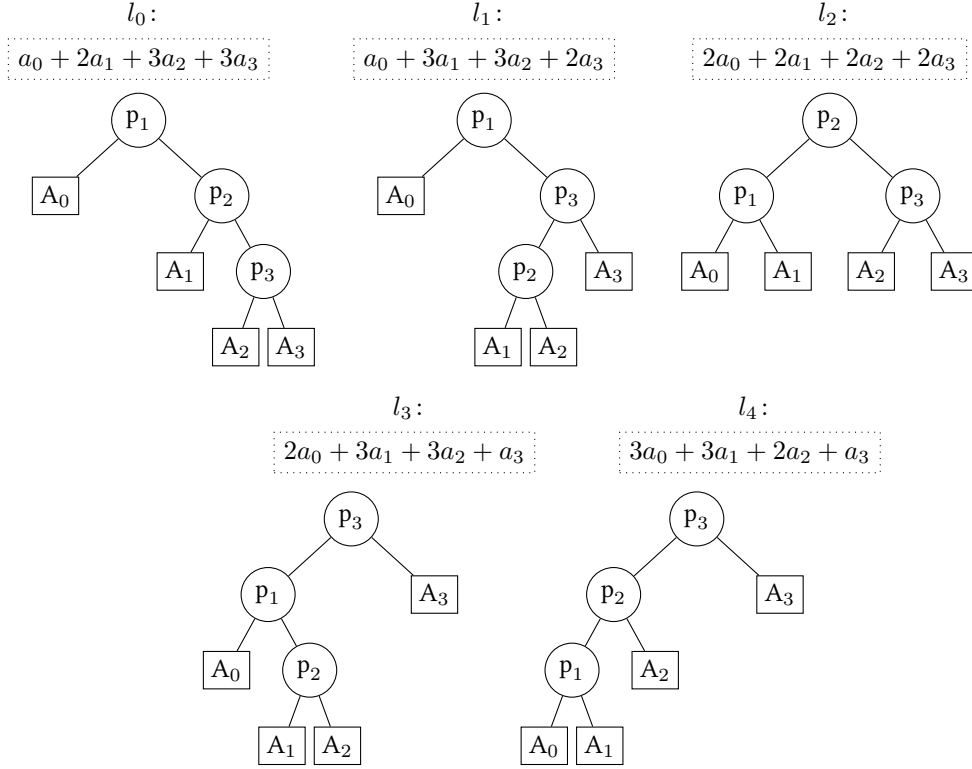 l₀: l₁: l₂:
a₀ + 2a₁ + 3a₂ + 3a₃ a₀ + 3a₁ + 3a₂ + 2a₃ 2a₀ + 2a₁ + 2a₂ + 2a₃
p₁ p₁ p₂
A₀ p₂ A₀ p₃ p₁ p₃
A₁ p₃ p₂ A₃ A₀ A₁ A₂ A₃
A₂ A₃ A₁ A₂
l₃: l₄:
2a₀ + 3a₁ + 3a₂ + a₃ 3a₀ + 3a₁ + 2a₂ + a₃
p₃ p₃
p₁ A₃ p₂ A₃
A₀ p₂ p₁ A₂
A₁ A₂ A₀ A₁